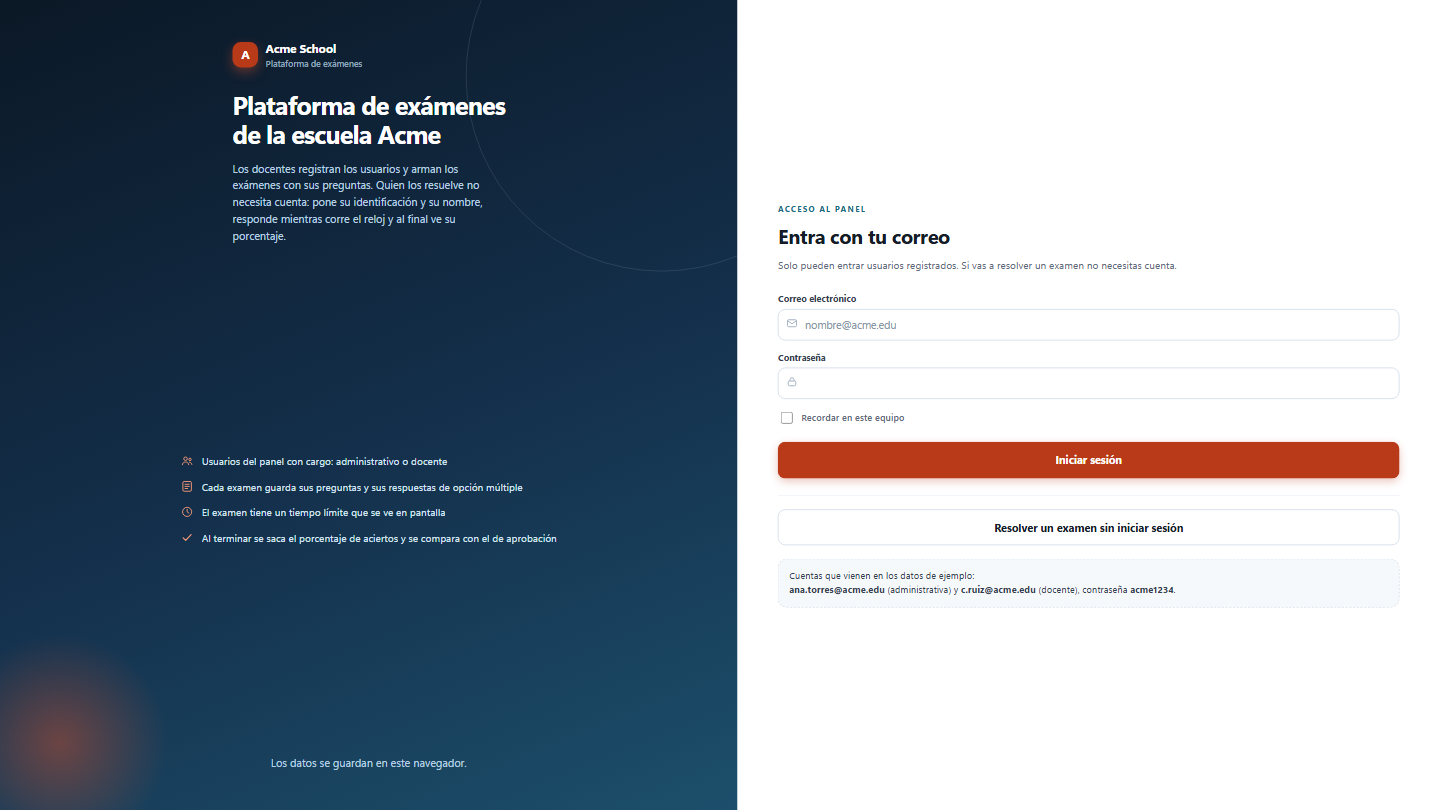 A
Acme School
Plataforma de exámenes
Plataforma de exámenes
de la escuela Acme
Los docentes registran los usuarios y arman los
exámenes con sus preguntas. Quien los resuelve no
necesita cuenta: pone su identificación y su nombre,
responde mientras corre el reloj y al final ve su
porcentaje.
Usuarios del panel con cargo: administrativo o docente
Cada examen guarda sus preguntas y sus respuestas de opción múltiple
El examen tiene un tiempo límite que se ve en pantalla
Al terminar se saca el porcentaje de aciertos y se compara con el de aprobación
Los datos se guardan en este navegador.
ACCESO AL PANEL
Entra con tu correo
Solo pueden entrar usuarios registrados. Si vas a resolver un examen no necesitas cuenta.
Correo electrónico
nombre@acme.edu
Contraseña
Recordar en este equipo
Iniciar sesión
Resolver un examen sin iniciar sesión
Cuentas que vienen en los datos de ejemplo:
ana.torres@acme.edu (administrativa) y c.ruiz@acme.edu (docente), contraseña acme1234.